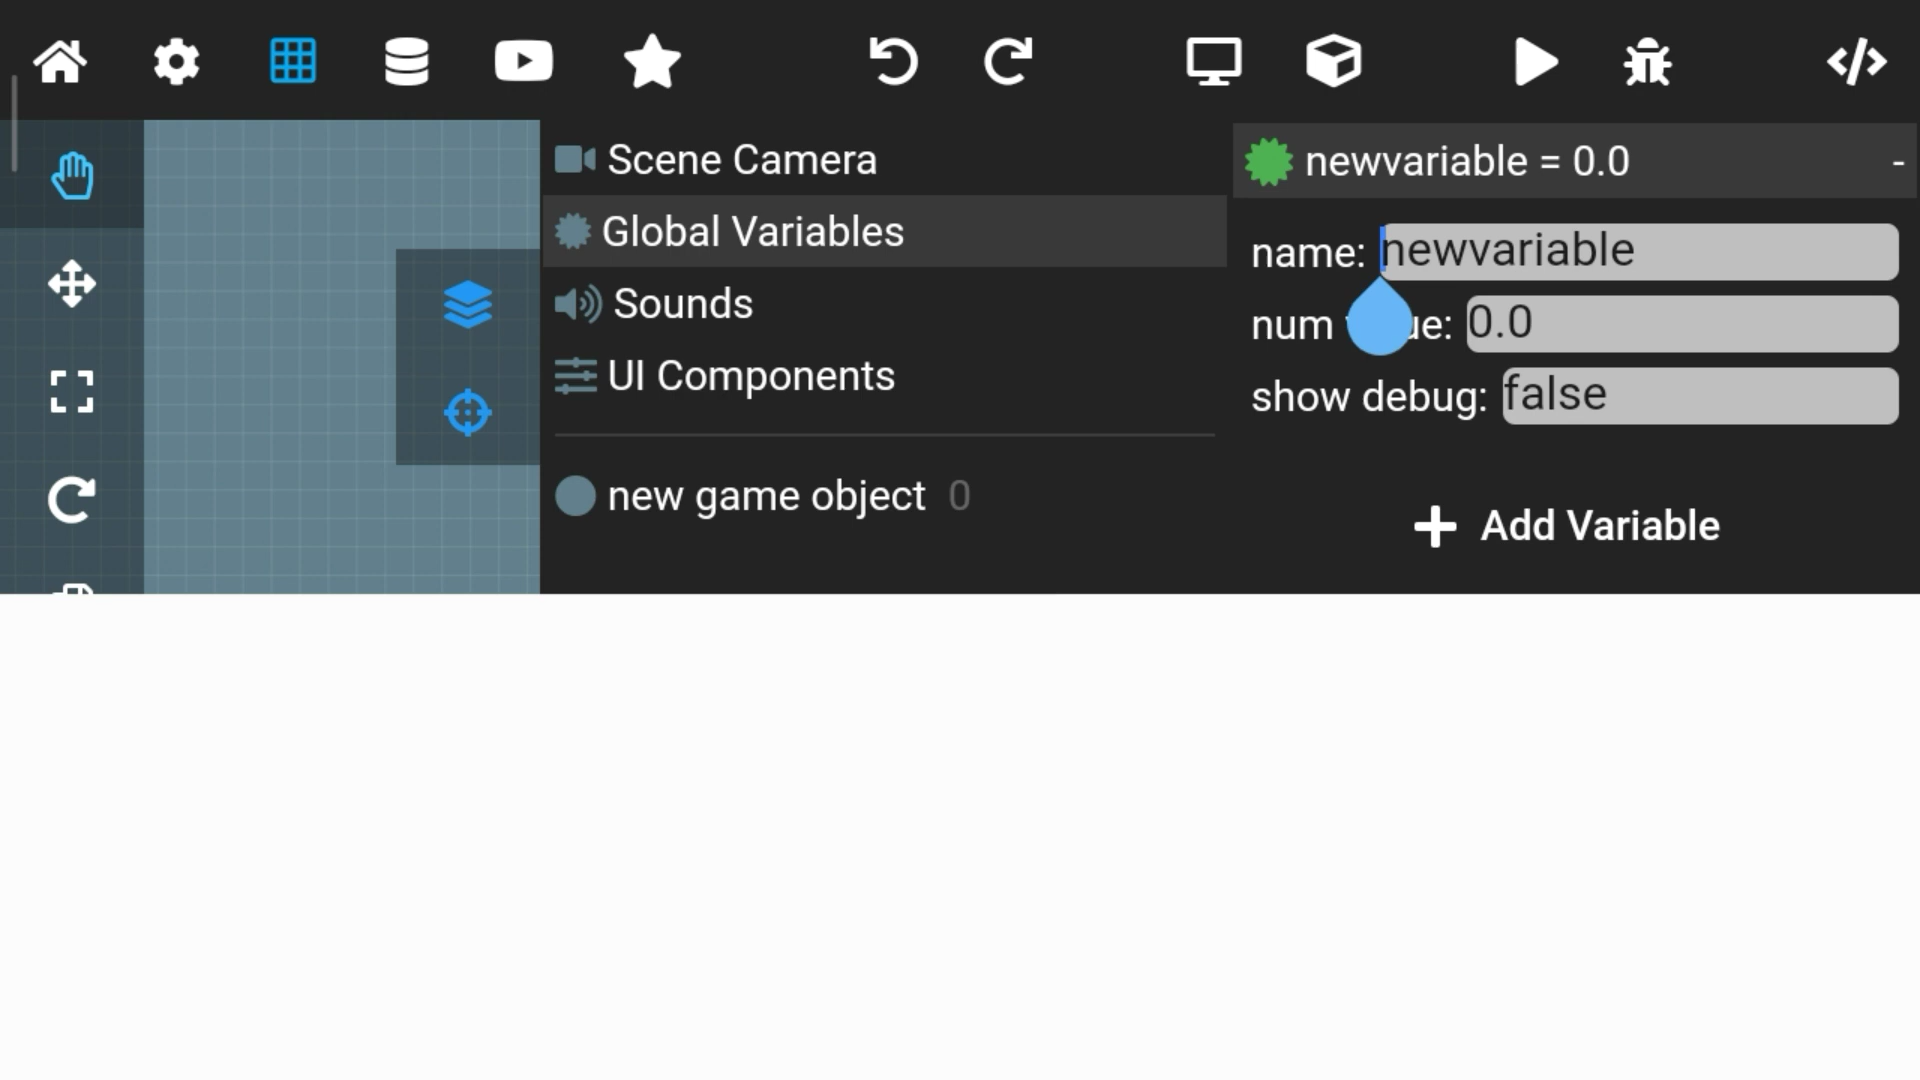 Scene Camera
Global Variables
Sounds
UI Components
new game object 0
newvariable = 0.0 -
name: newvariable
num 0.0
show debug: false
Add Variable